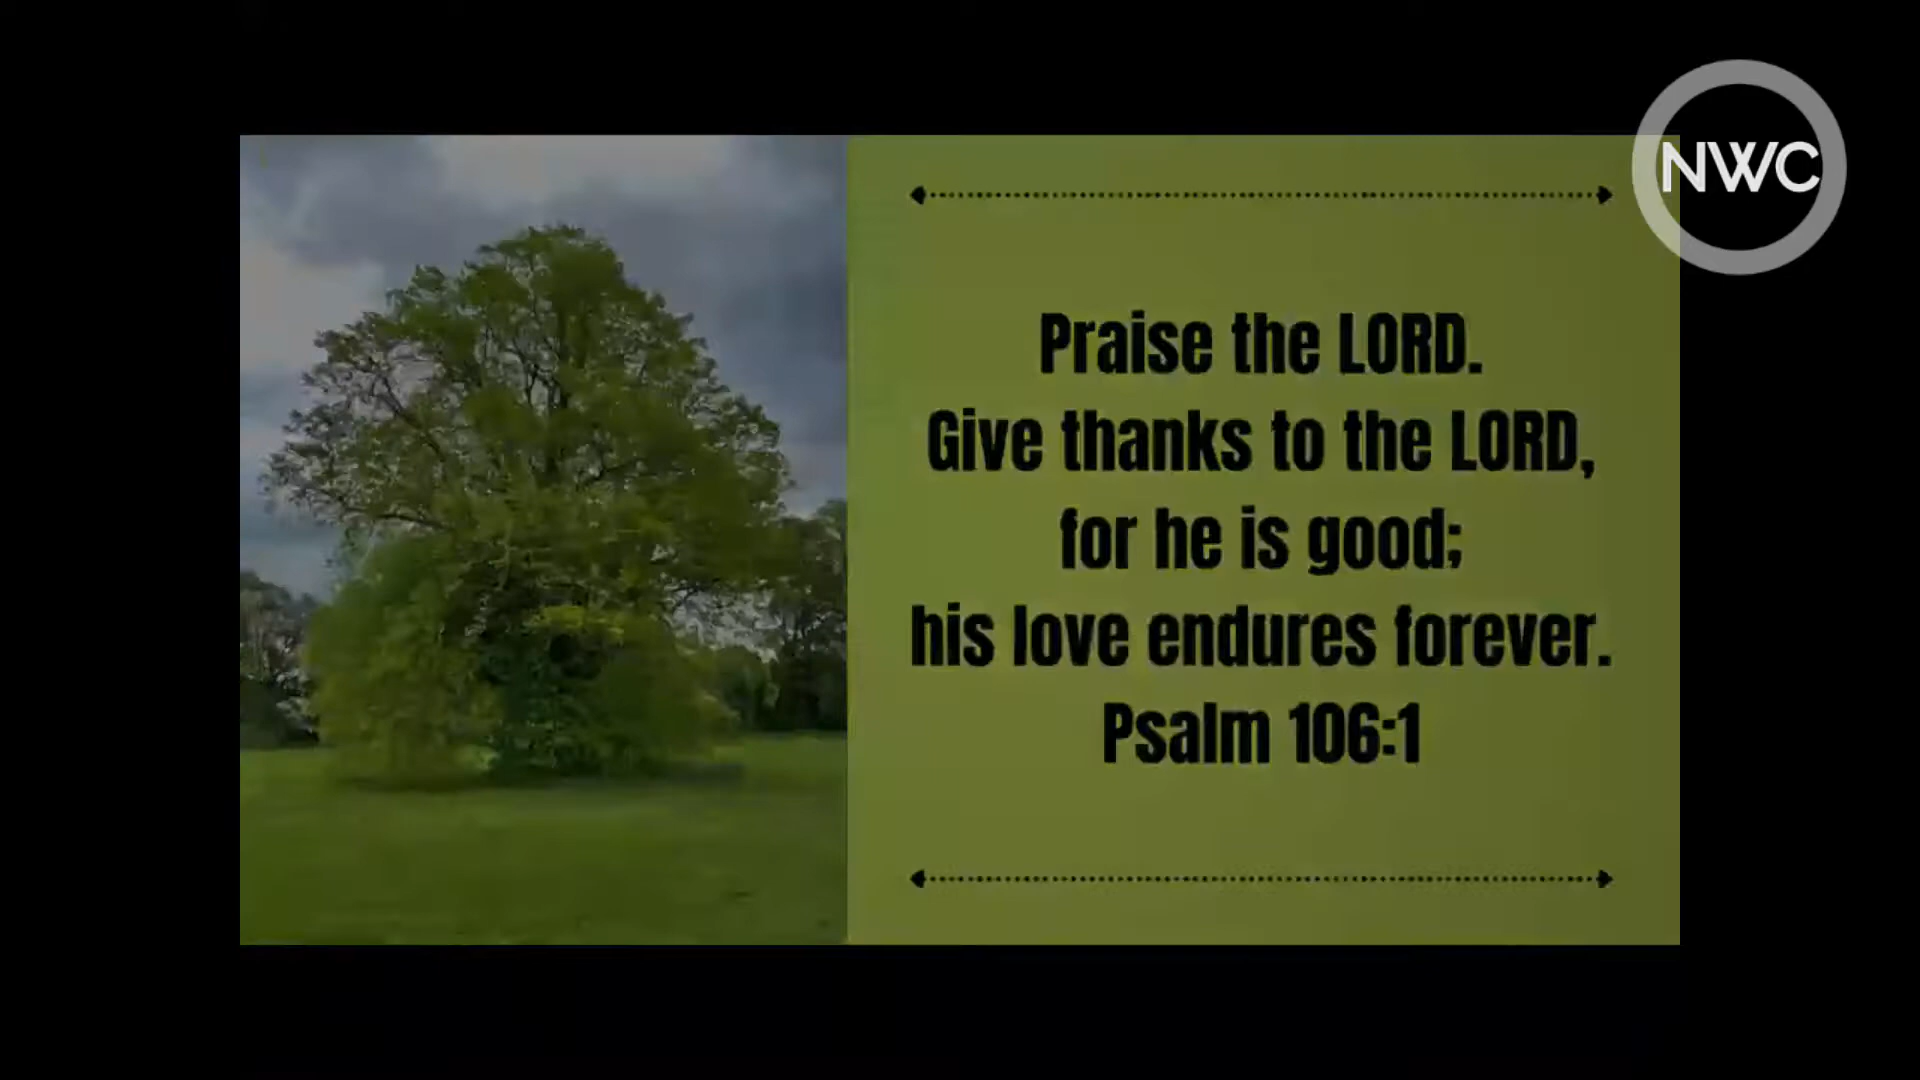 NWC
Praise the LORD.
Give thanks to the LORD,
for he is good;
his love endures forever.
Psalm 106:1